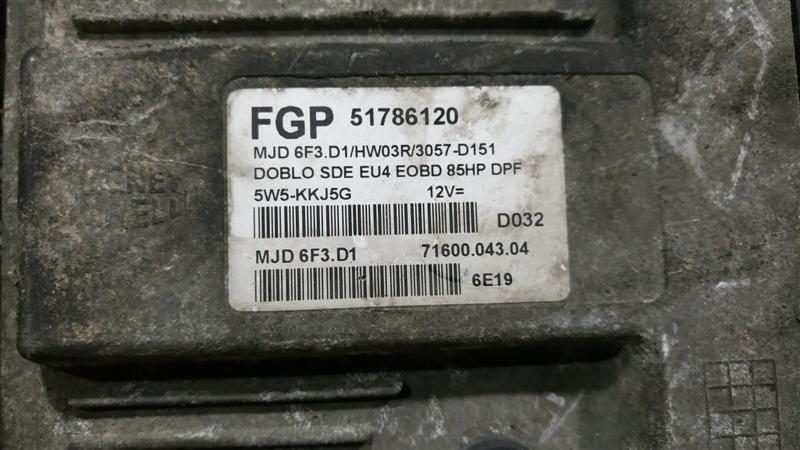 FGP 51786120
MJD 6F3.D1/HW03R/3057-D151
DOBLO SDE EU4 EOBD 85HP DPF
5W5-KKJ5G 12V=
D032
MJD 6F3.D1 71600.043.04
6E19